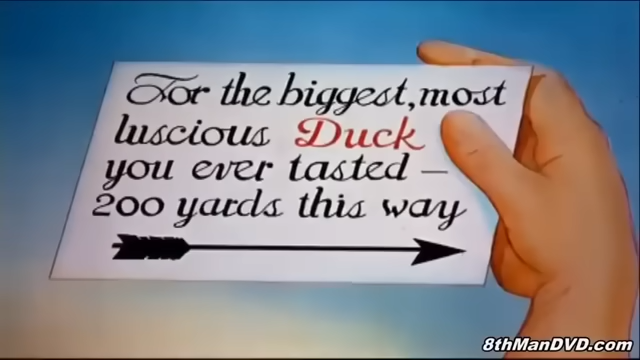 For the biggest, most
luscious Duck
you ever tasted –
200 yards this way
8thManDVD.com